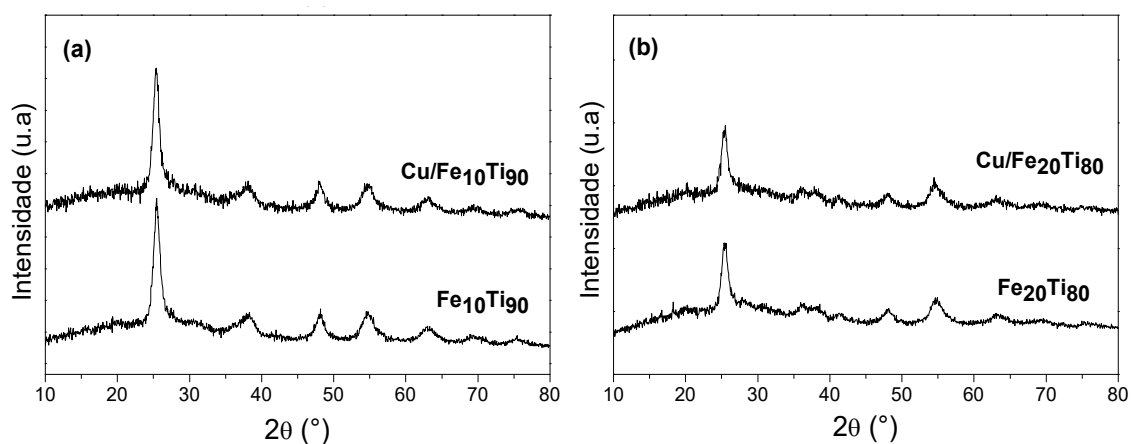 (a)
Intensidade (u.a)
Cu/Fe10Ti90
Fe10Ti90
10 20 30 40 50 60 70 80
2θ (°)
(b)
Intensidade (u.a)
Cu/Fe20Ti80
Fe20Ti80
10 20 30 40 50 60 70 80
2θ (°)